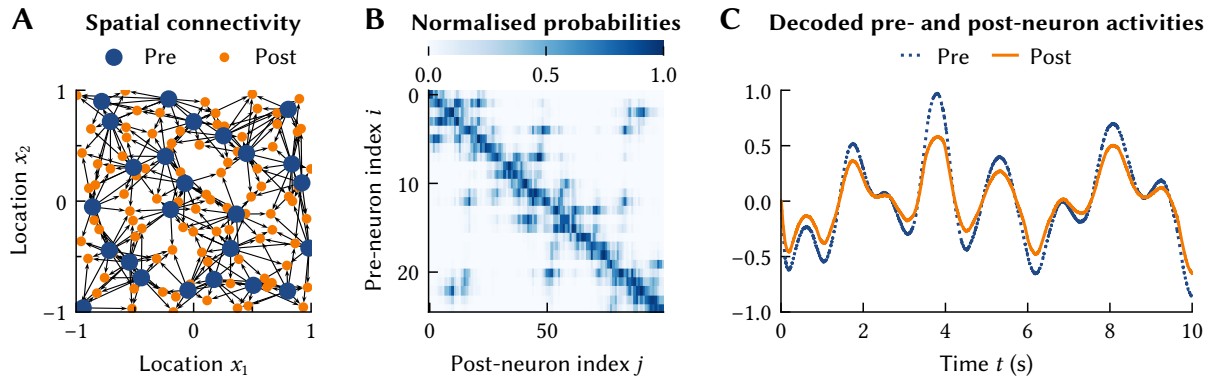 A Spatial connectivity
Pre Post
1
0
−1
−1 0 1
Location x₂
Location x₁
B Normalised probabilities
0.0 0.5 1.0
0
10
20
0 50
Pre-neuron index i
Post-neuron index j
C Decoded pre- and post-neuron activities
Pre Post
1.0
0.5
0.0
−0.5
−1.0
0 2 4 6 8 10
Time t (s)